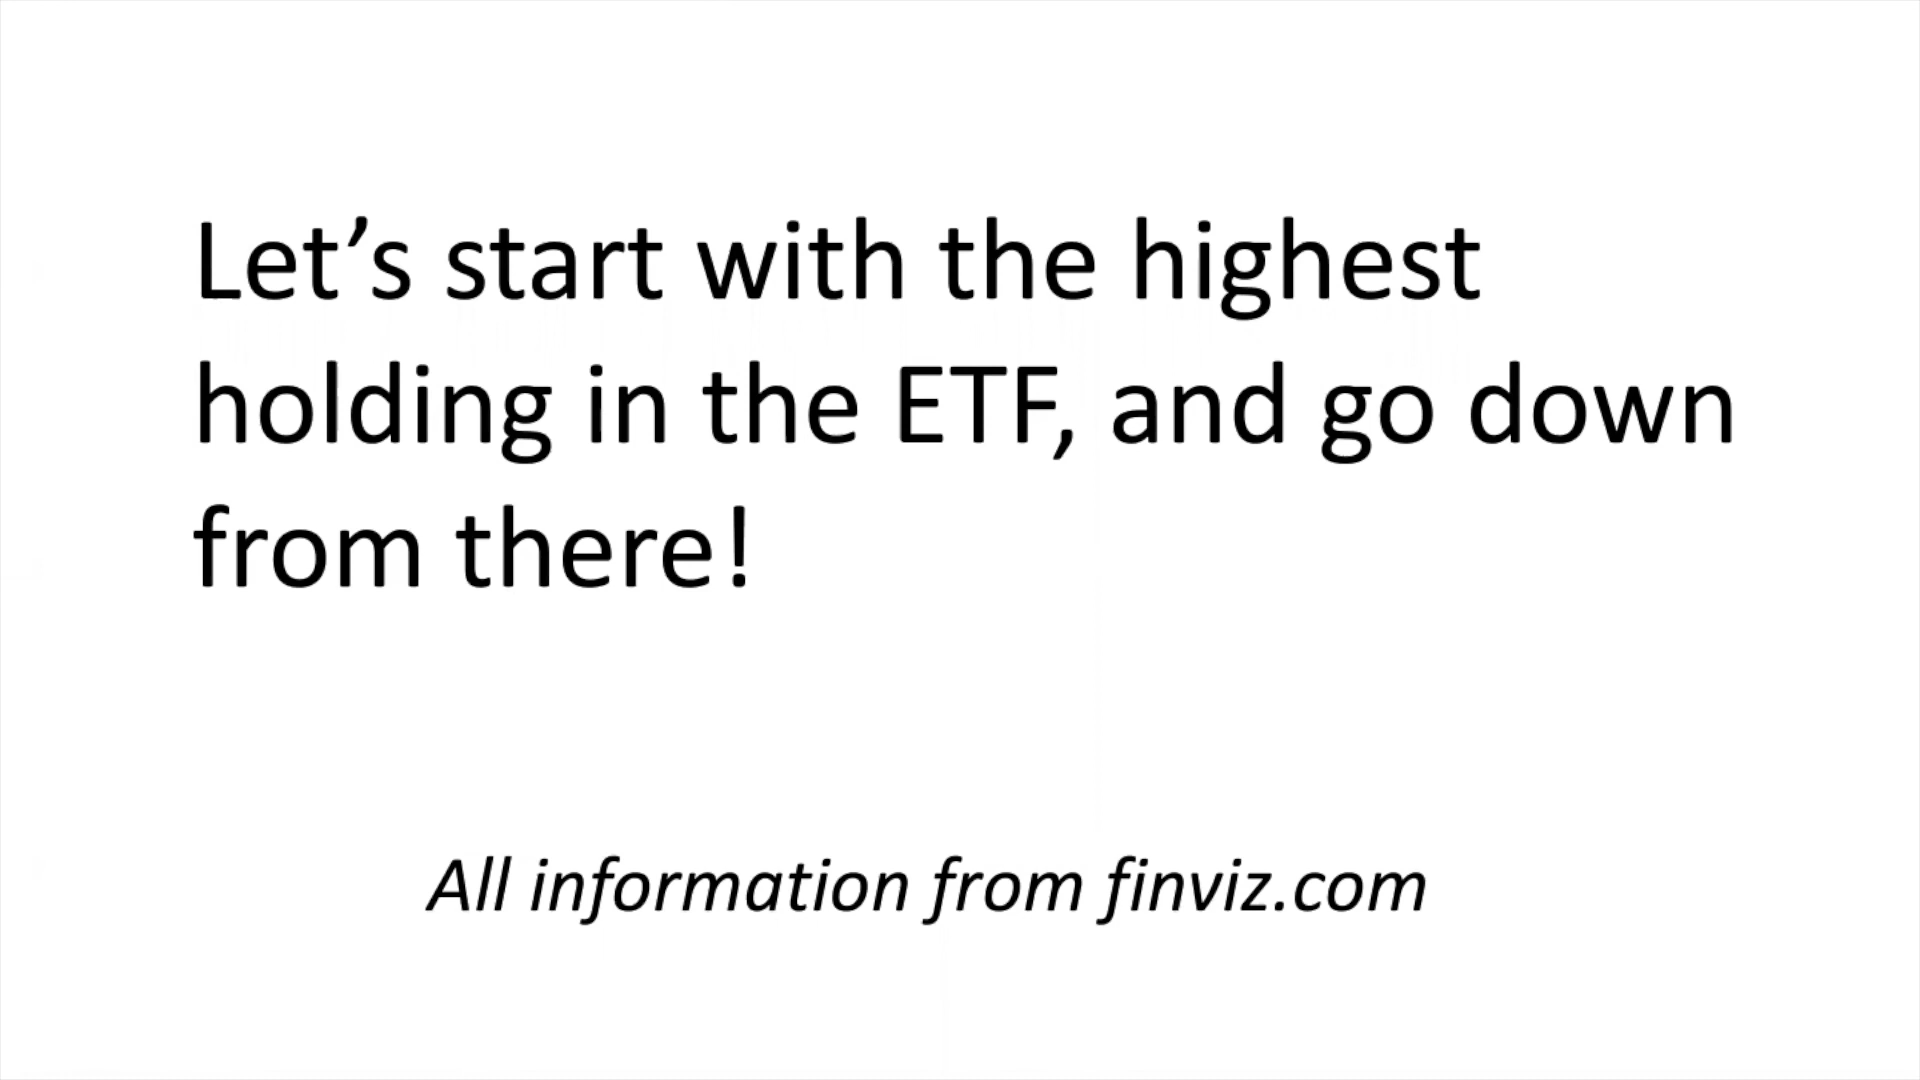 Let’s start with the highest
holding in the ETF, and go down
from there!
All information from finviz.com